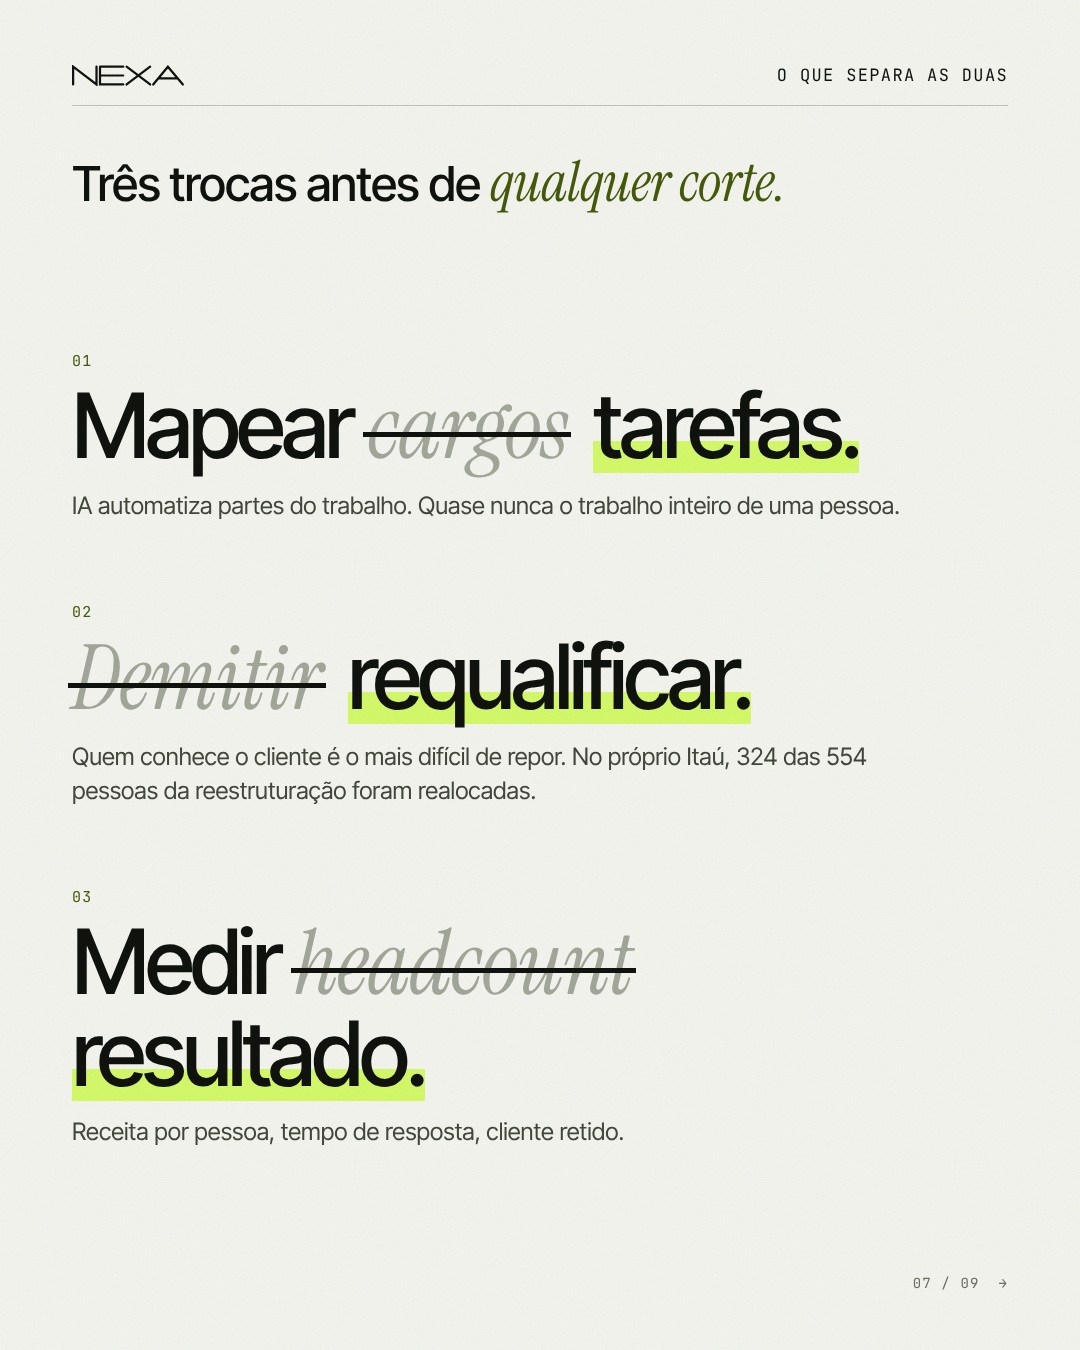 NEXA
O QUE SEPARA AS DUAS
Três trocas antes de qualquer corte.
01
Mapear cargos tarefas.
IA automatiza partes do trabalho. Quase nunca o trabalho inteiro de uma pessoa.
02
Demitir requalificar.
Quem conhece o cliente é o mais difícil de repor. No próprio Itaú, 324 das 554
pessoas da reestruturação foram realocadas.
03
Medir headcount
resultado.
Receita por pessoa, tempo de resposta, cliente retido.
07 / 09 →